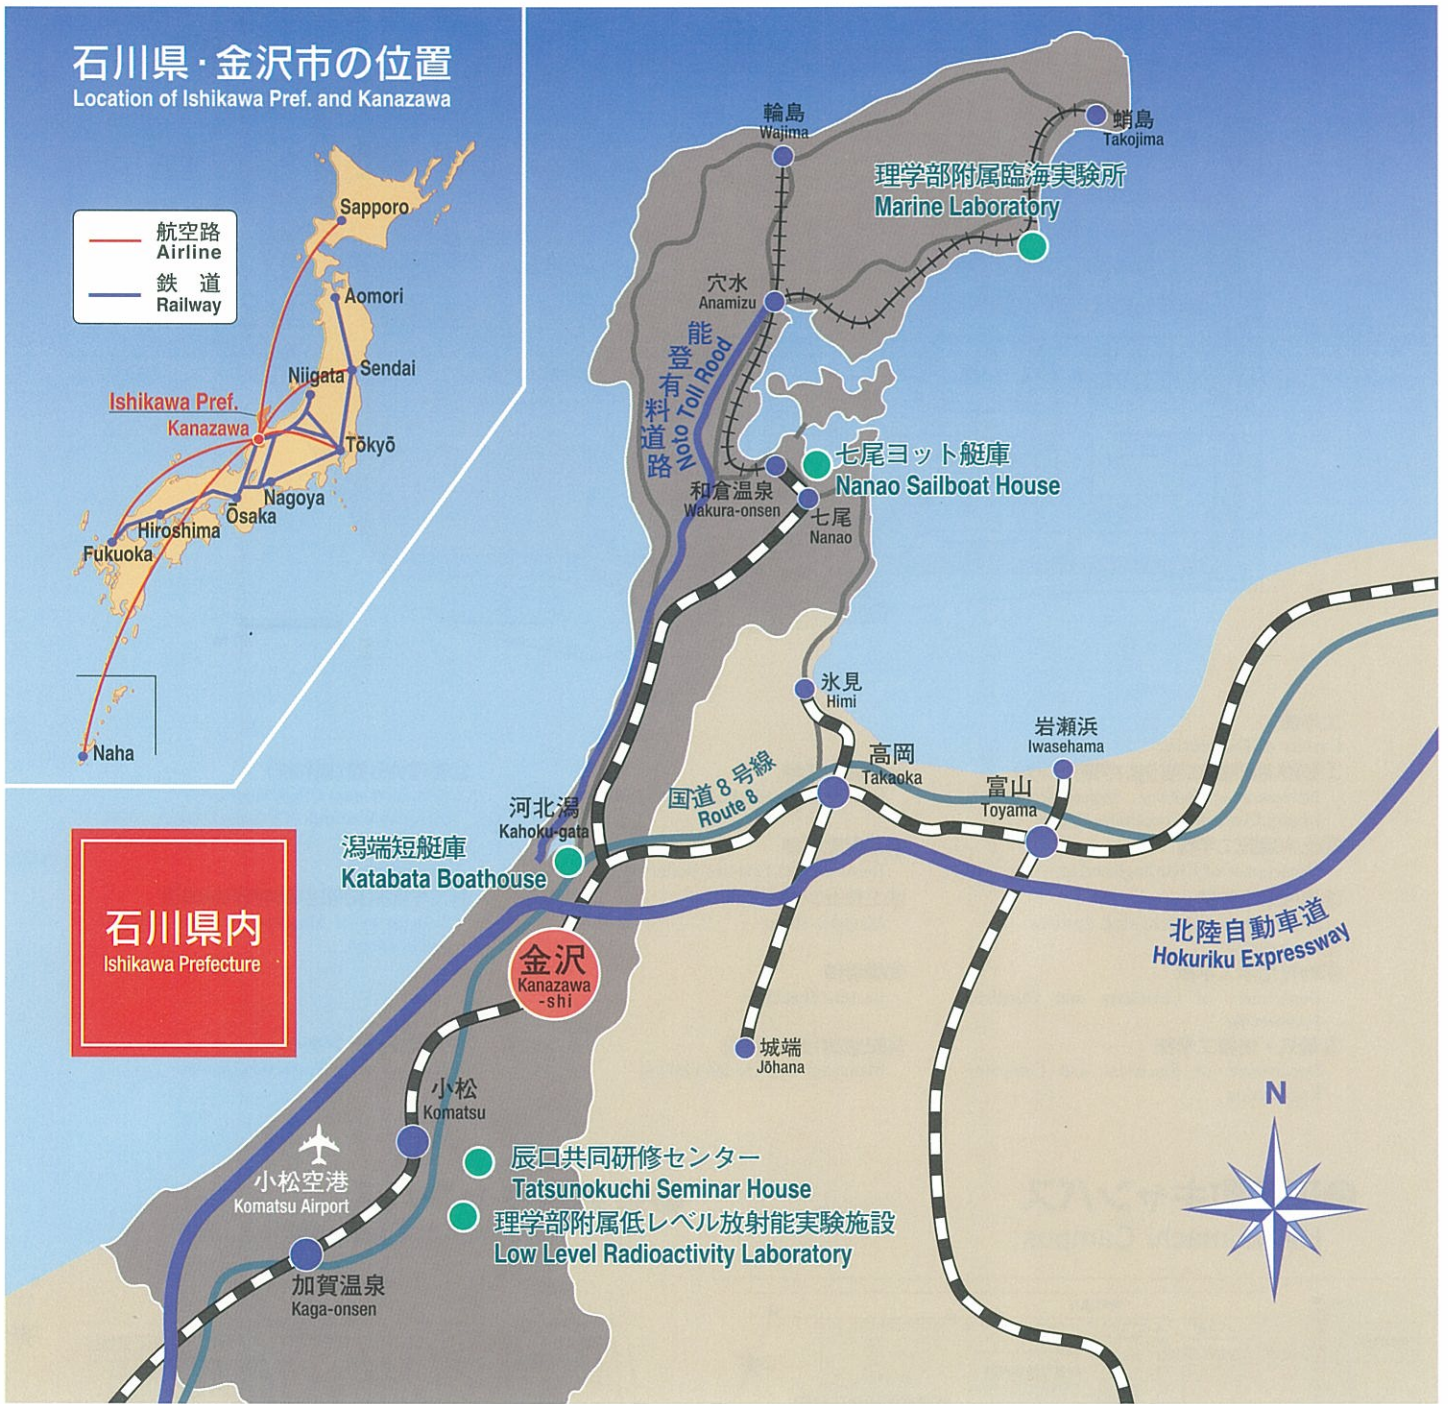 石川県・金沢市の位置
Location of Ishikawa Pref. and Kanazawa
航空路
Airline
鉄 道
Railway
Sapporo
Aomori
Sendai
Niigata
Ishikawa Pref.
Kanazawa
Tōkyō
Nagoya
Ōsaka
Hiroshima
Fukuoka
Naha
石川県内
Ishikawa Prefecture
輪島
Wajima
蛸島
Takojima
理学部附属臨海実験所
Marine Laboratory
穴水
Anamizu
能登有料道路
Noto Toll Rood
七尾ヨット艇庫
Nanao Sailboat House
和倉温泉
Wakura-onsen
七尾
Nanao
氷見
Himi
岩瀬浜
Iwasehama
高岡
Takaoka
富山
Toyama
国道8号線
Route 8
河北潟
Kahoku-gata
潟端短艇庫
Katabata Boathouse
北陸自動車道
Hokuriku Expressway
金沢
Kanazawa
-shi
城端
Jōhana
小松
Komatsu
N
小松空港
Komatsu Airport
辰口共同研修センター
Tatsunokuchi Seminar House
理学部附属低レベル放射能実験施設
Low Level Radioactivity Laboratory
加賀温泉
Kaga-onsen